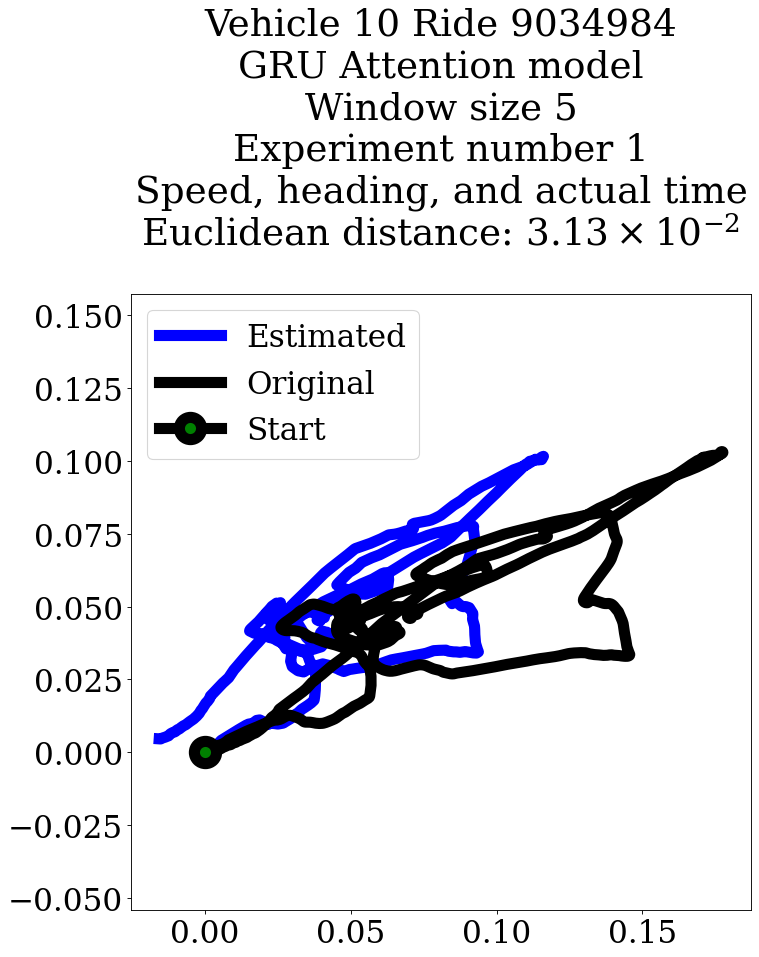 Vehicle 10 Ride 9034984
GRU Attention model
Window size 5
Experiment number 1
Speed, heading, and actual time
Euclidean distance: 3.13 × 10⁻²
Estimated
Original
Start
0.150
0.125
0.100
0.075
0.050
0.025
0.000
−0.025
−0.050
0.00 0.05 0.10 0.15